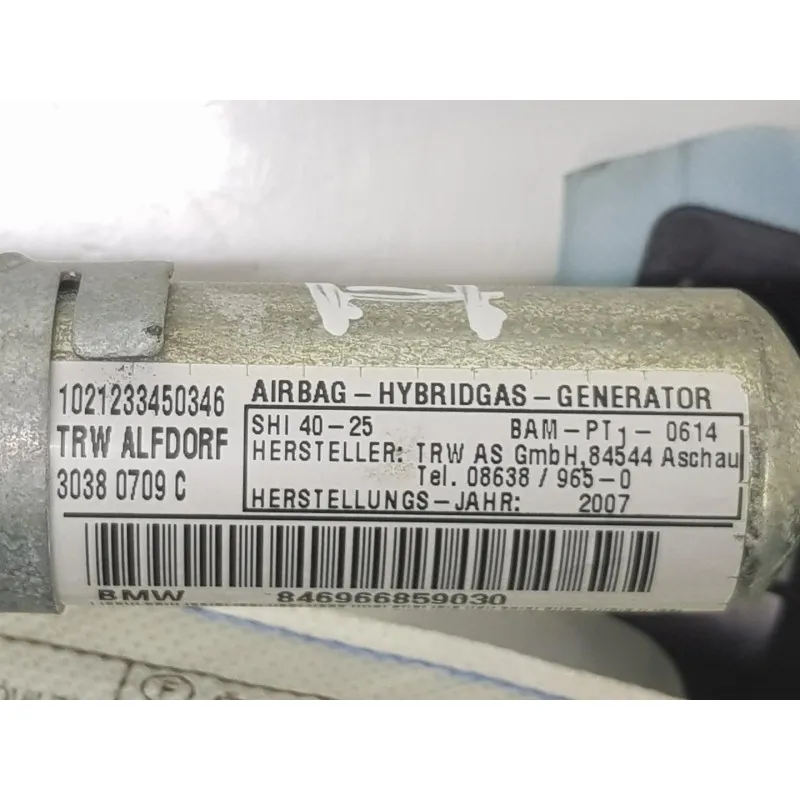 1021233450346
TRW ALFDORF
3038 0709 C
AIRBAG-HYBRIDGAS-GENERATOR
SHI 40-25 BAM-PT1-0614
HERSTELLER: TRW AS GmbH, 84544 Aschau
Tel. 08638 / 965-0
HERSTELLUNGS-JAHR: 2007
BMW 846966859030
F